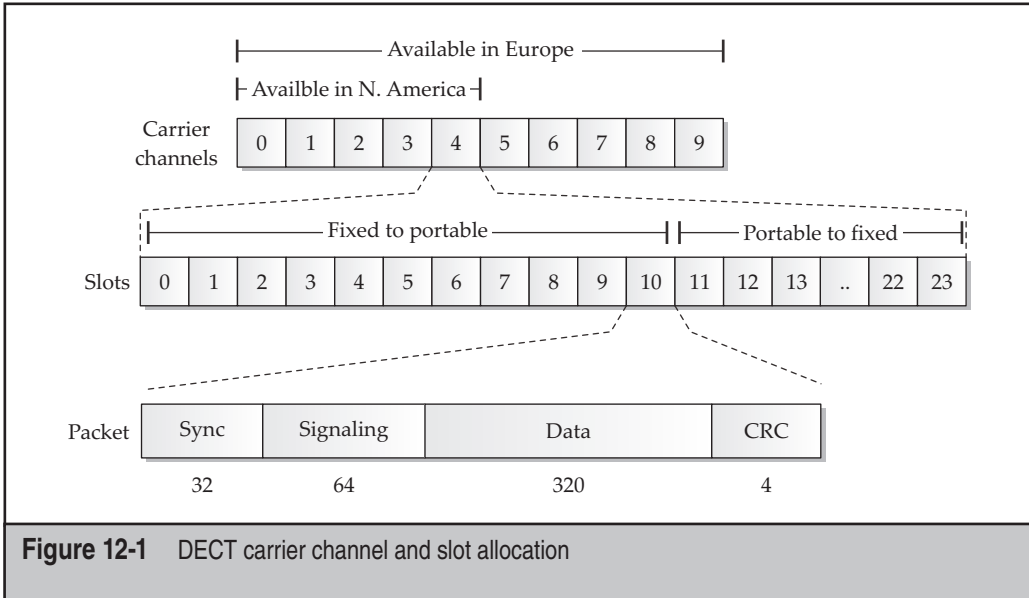 Available in Europe
Availble in N. America
Carrier channels
0 1 2 3 4 5 6 7 8 9
Fixed to portable
Portable to fixed
Slots
0 1 2 3 4 5 6 7 8 9 10 11 12 13 .. 22 23
Packet
Sync Signaling Data CRC
32 64 320 4
Figure 12-1 DECT carrier channel and slot allocation